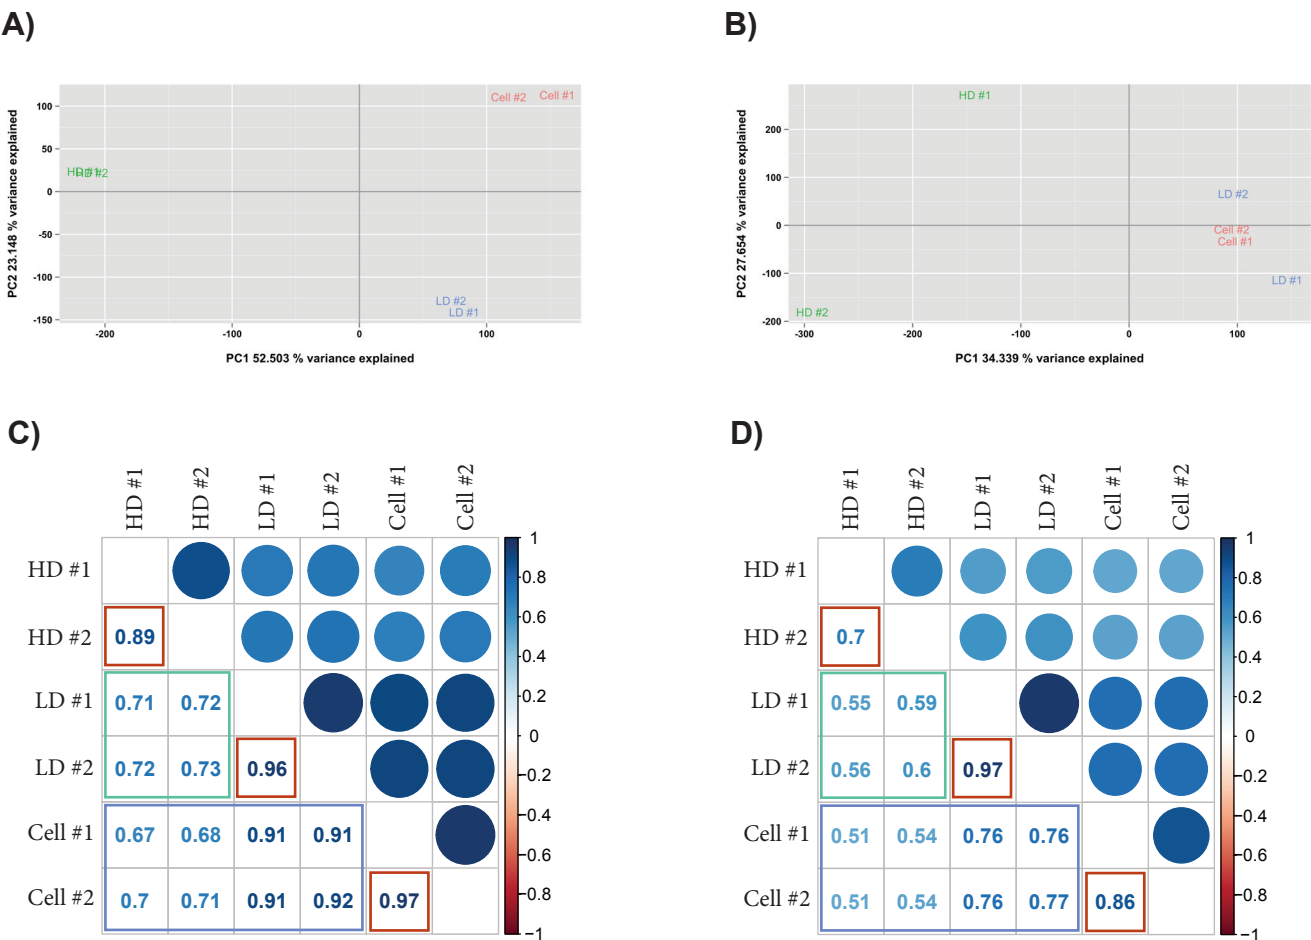 A)
B)
PC2 23.148 % variance explained
100
50
0
-50
-100
-150
Cell #2
Cell #1
HD #1
HD #2
LD #2
LD #1
-200
-100
0
100
PC1 52.503 % variance explained
PC2 27.654 % variance explained
200
100
0
-100
-200
HD #1
LD #2
Cell #2
Cell #1
LD #1
HD #2
-300
-200
-100
0
100
PC1 34.339 % variance explained
C)
HD #1 HD #2 LD #1 LD #2 Cell #1 Cell #2
HD #1
HD #2 0.89
LD #1 0.71 0.72
LD #2 0.72 0.73 0.96
Cell #1 0.67 0.68 0.91 0.91
Cell #2 0.7 0.71 0.91 0.92 0.97
1
0.8
0.6
0.4
0.2
0
-0.2
-0.4
-0.6
-0.8
-1
D)
HD #1 HD #2 LD #1 LD #2 Cell #1 Cell #2
HD #1
HD #2 0.7
LD #1 0.55 0.59
LD #2 0.56 0.6 0.97
Cell #1 0.51 0.54 0.76 0.76
Cell #2 0.51 0.54 0.76 0.77 0.86
1
0.8
0.6
0.4
0.2
0
-0.2
-0.4
-0.6
-0.8
-1